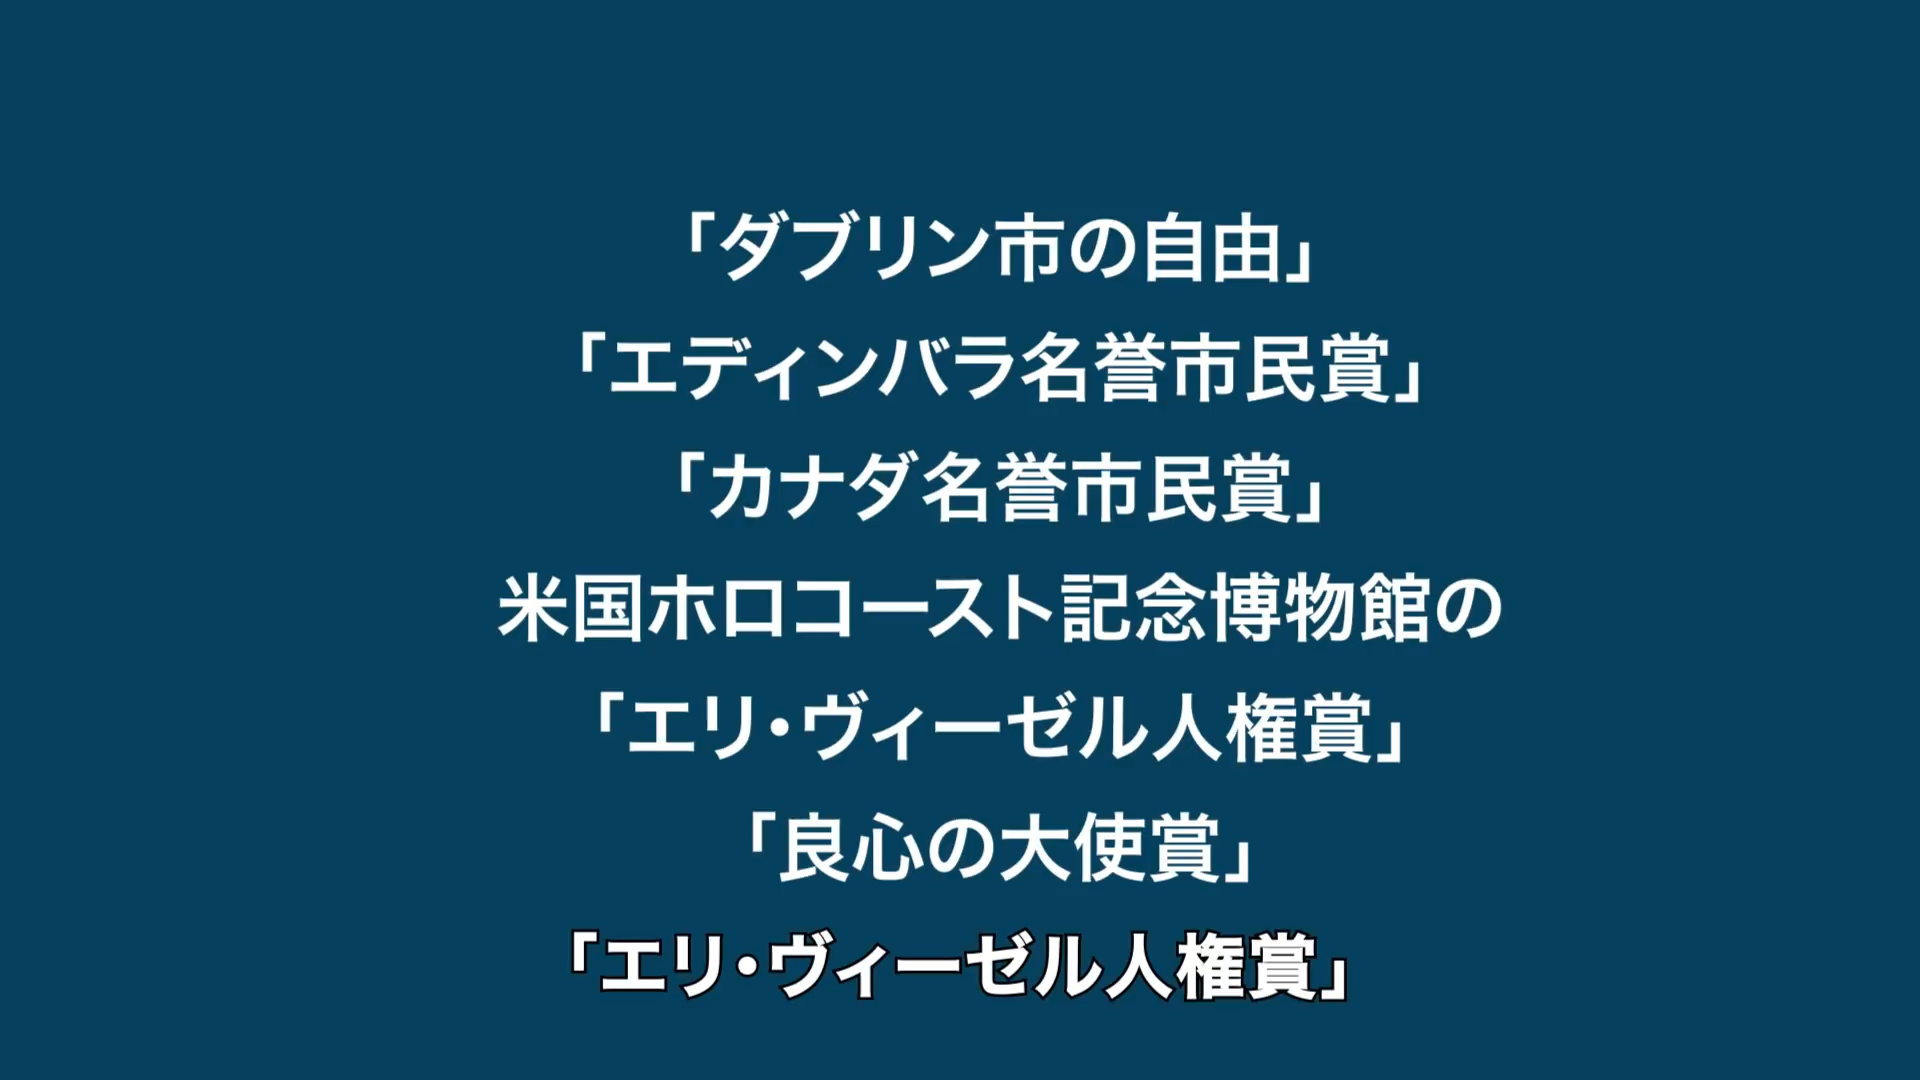 「ダブリン市の自由」
「エディンバラ名誉市民賞」
「カナダ名誉市民賞」
米国ホロコースト記念博物館の
「エリ・ヴィーゼル人権賞」
「良心の大使賞」
「エリ・ヴィーゼル人権賞」